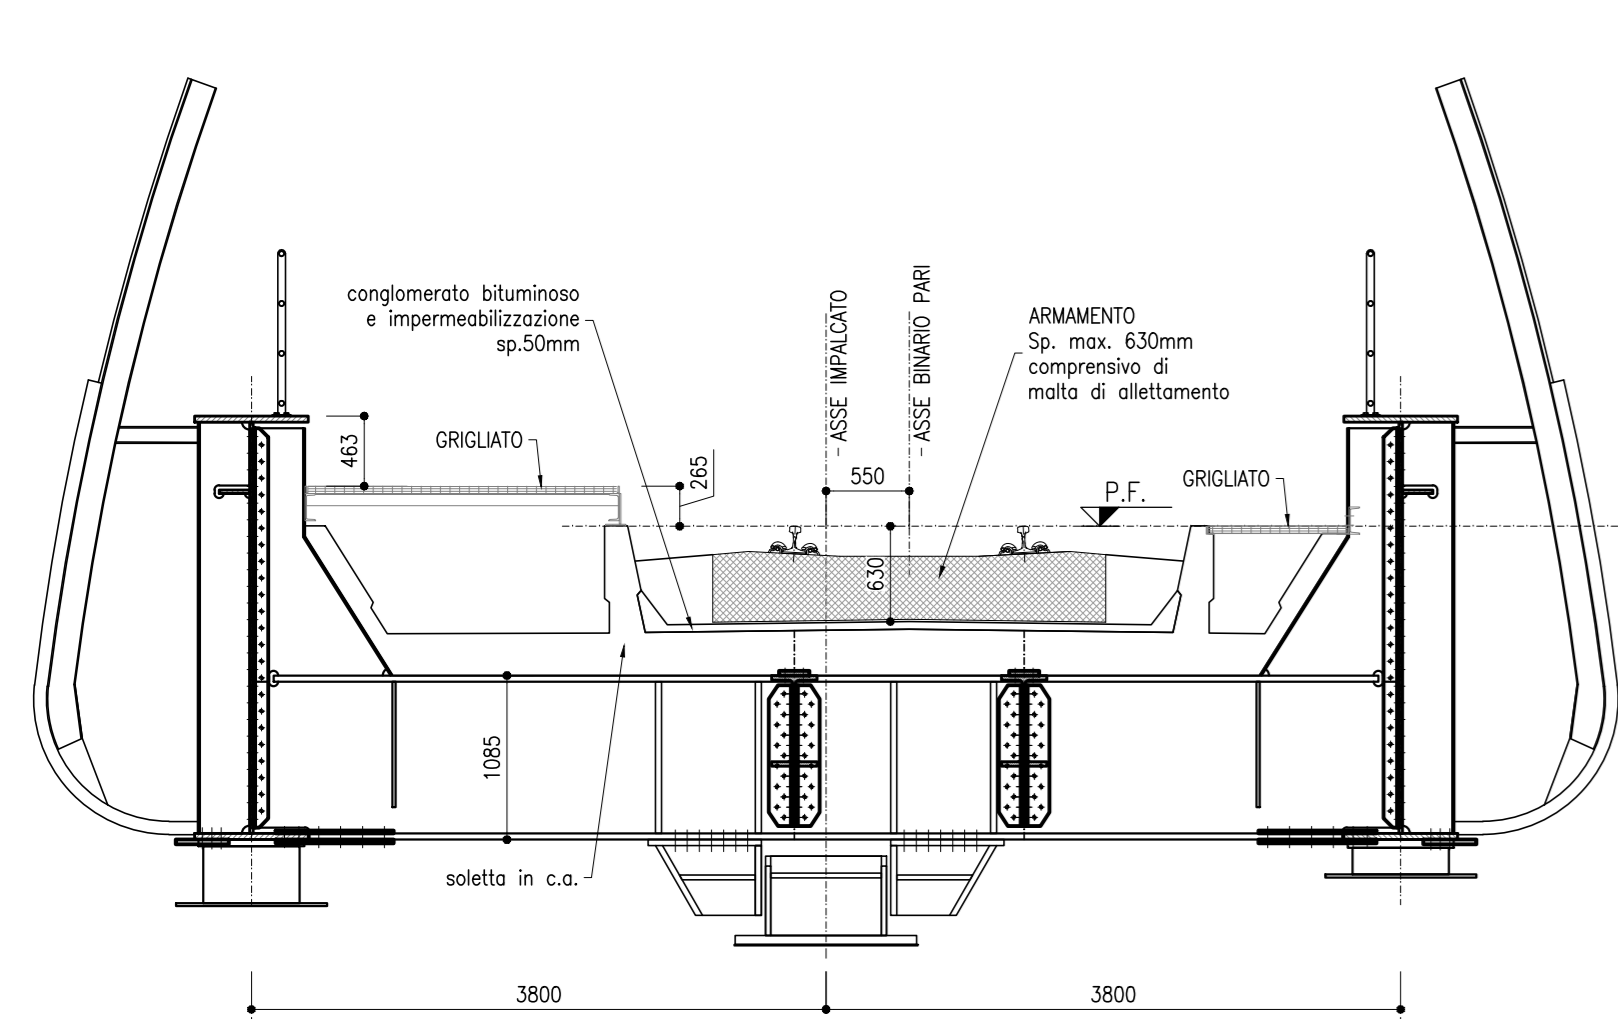 conglomerato bituminoso
e impermeabilizzazione
sp.50mm
ASSE IMPALCATO
ASSE BINARIO PARI
ARMAMENTO
Sp. max. 630mm
comprensivo di
malta di allettamento
463
GRIGLIATO
265
550
P.F.
GRIGLIATO
630
1085
soletta in c.a.
3800
3800